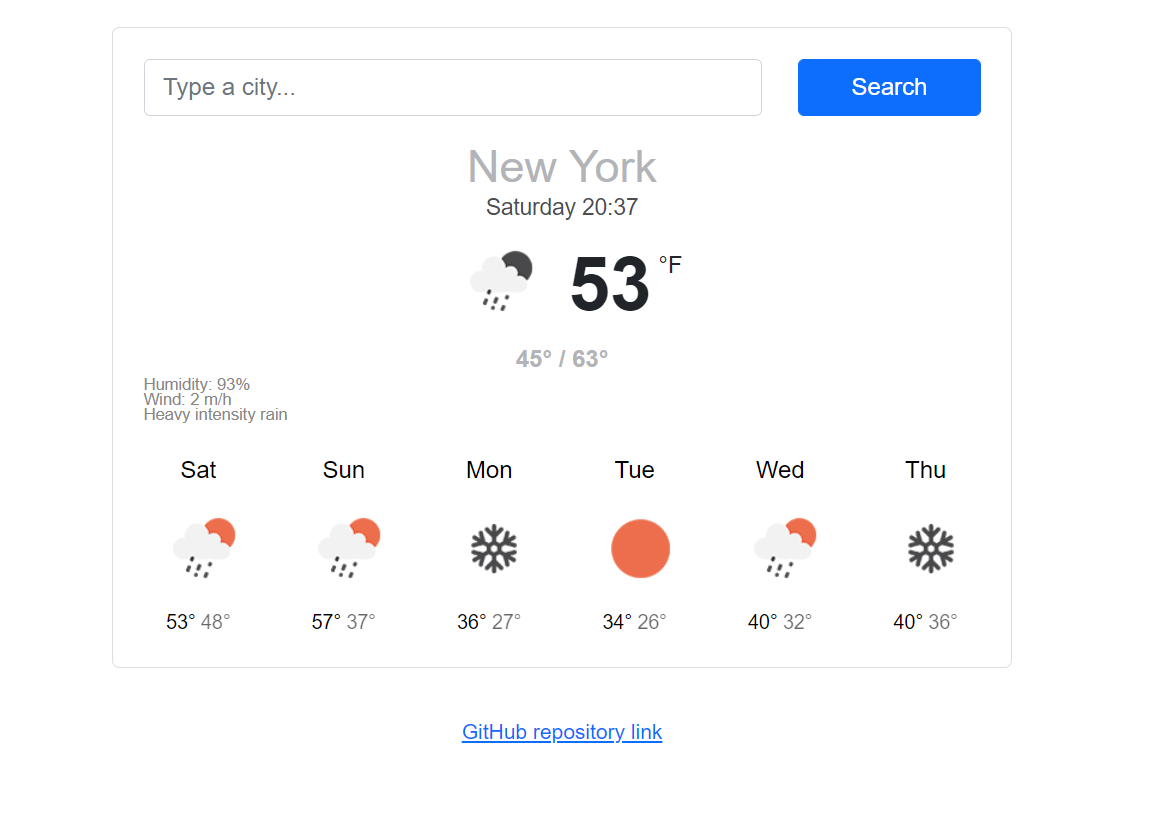 Type a city...
Search
New York
Saturday 20:37
53 °F
45° / 63°
Humidity: 93%
Wind: 2 m/h
Heavy intensity rain
Sat Sun Mon Tue Wed Thu
53° 48° 57° 37° 36° 27° 34° 26° 40° 32° 40° 36°
GitHub repository link